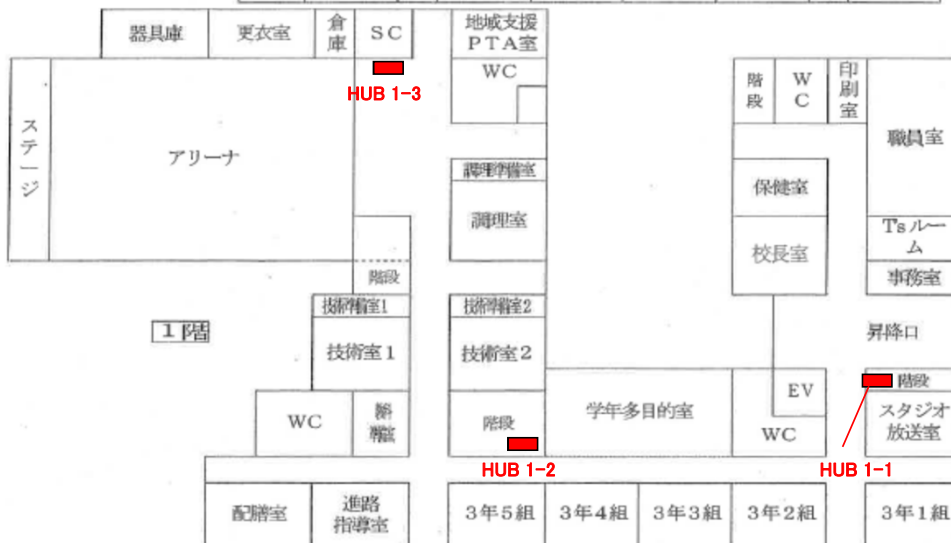 器具庫
更衣室
倉庫
SC
地域支援
PTA室
HUB 1-3
WC
階段
WC
印刷室
職員室
ステージ
アリーナ
調理準備室
調理室
保健室
校長室
Tsルー
ム
事務室
階段
1階
技術準備室1
技術室1
技術準備室2
技術室2
昇降口
階段
WC
階段
HUB 1-2
学年多目的室
EV
WC
スタジオ
放送室
HUB 1-1
配膳室
進路
指導室
3年5組
3年4組
3年3組
3年2組
3年1組